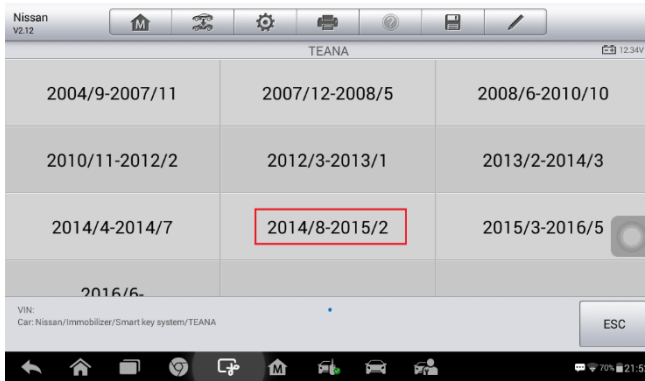 Nissan
V2.12
TEANA
12.34V
2004/9-2007/11 2007/12-2008/5 2008/6-2010/10
2010/11-2012/2 2012/3-2013/1 2013/2-2014/3
2014/4-2014/7 2014/8-2015/2 2015/3-2016/5
2016/6-
VIN:
Car: Nissan/Immobilizer/Smart key system/TEANA
ESC
70% 21:5